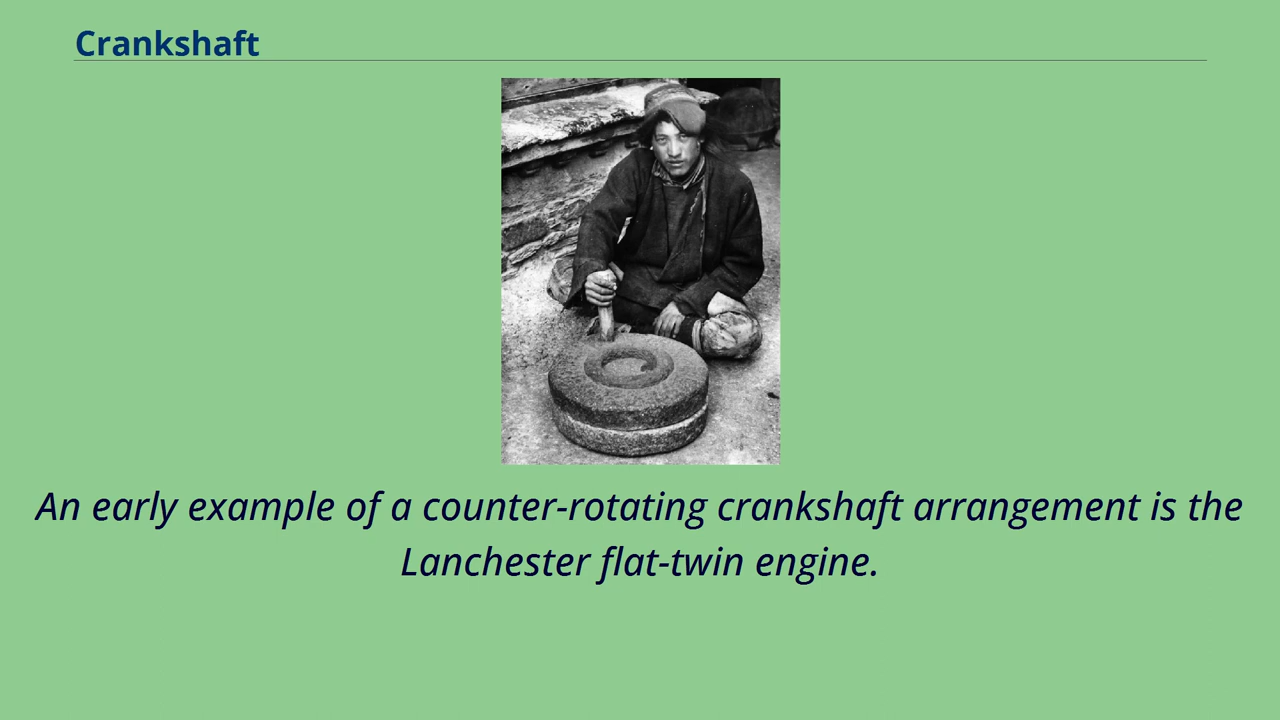 Crankshaft
An early example of a counter-rotating crankshaft arrangement is the
Lanchester flat-twin engine.